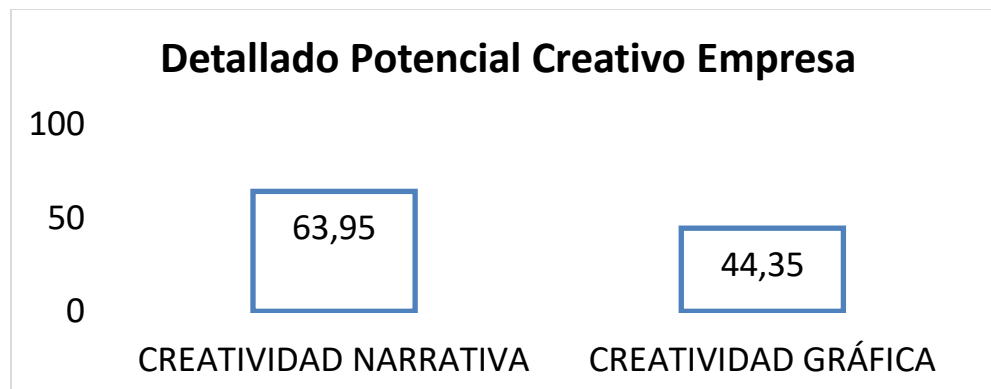 Detallado Potencial Creativo Empresa
100
50
0
63,95
44,35
CREATIVIDAD NARRATIVA
CREATIVIDAD GRÁFICA